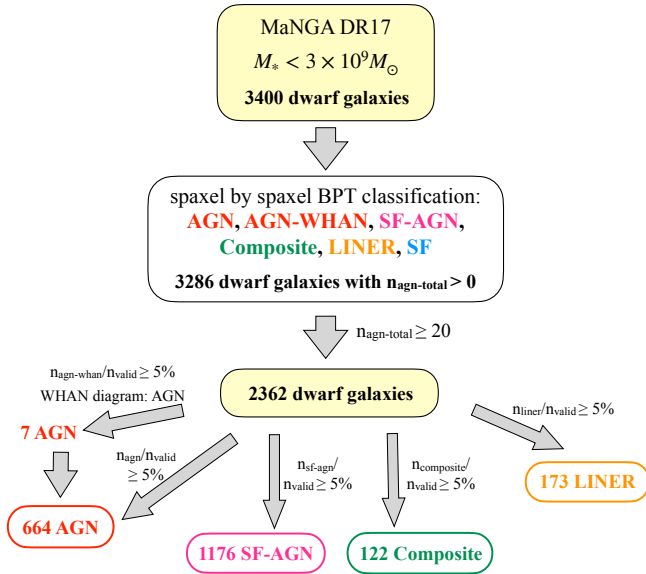 MaNGA DR17
M* < 3 × 10⁹M☉
3400 dwarf galaxies
spaxel by spaxel BPT classification:
AGN, AGN-WHAN, SF-AGN,
Composite, LINER, SF
3286 dwarf galaxies with nagn-total > 0
nagn-total ≥ 20
2362 dwarf galaxies
nagn-whan/nvalid ≥ 5%
WHAN diagram: AGN
7 AGN
nagn/nvalid
≥ 5%
664 AGN
nsf-agn/
nvalid ≥ 5%
1176 SF-AGN
ncomposite/
nvalid ≥ 5%
122 Composite
nliner/nvalid ≥ 5%
173 LINER